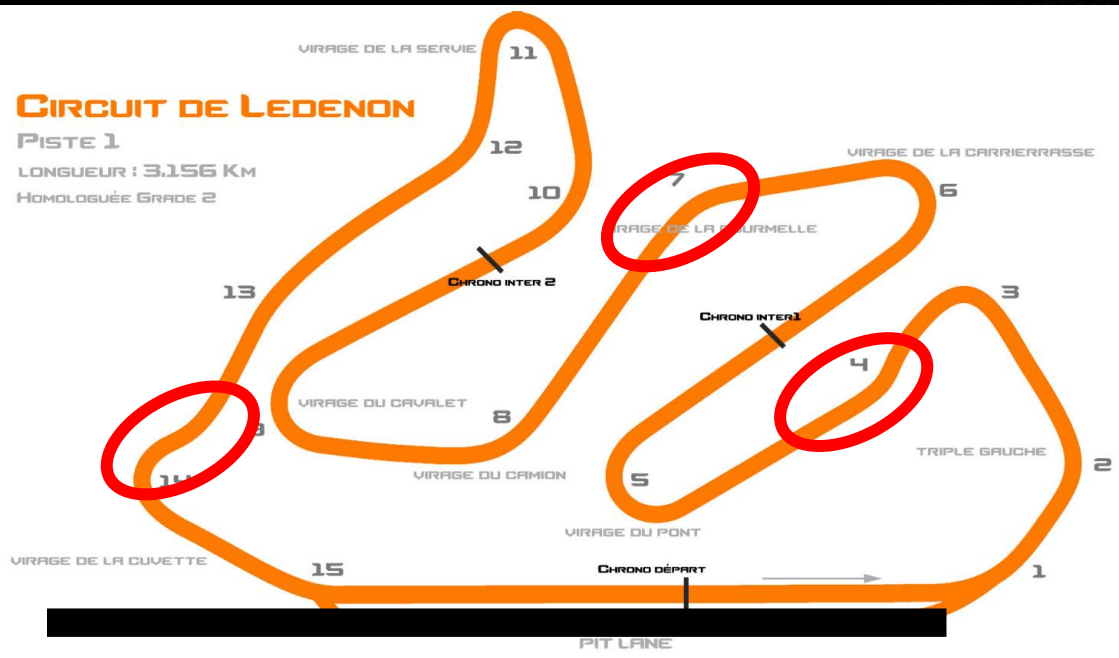 VIRAGE DE LA SERVIE
11
CIRCUIT DE LEDENON
PISTE 1
LONGUEUR : 3.156 KM
HOMOLOGUÉE GRADE 2
12
10
7
VIRAGE DE LA CARRIERRASSE
6
DE LA
CHRONO INTER 2
13
3
CHRONO INTER1
4
VIRAGE DU CAVALET
8
TRIPLE GAUCHE
2
VIRAGE DU CAMION
5
14
VIRAGE DU PONT
VIRAGE DE LA CUVETTE
15
CHRONO DÉPART
1
PIT LANE